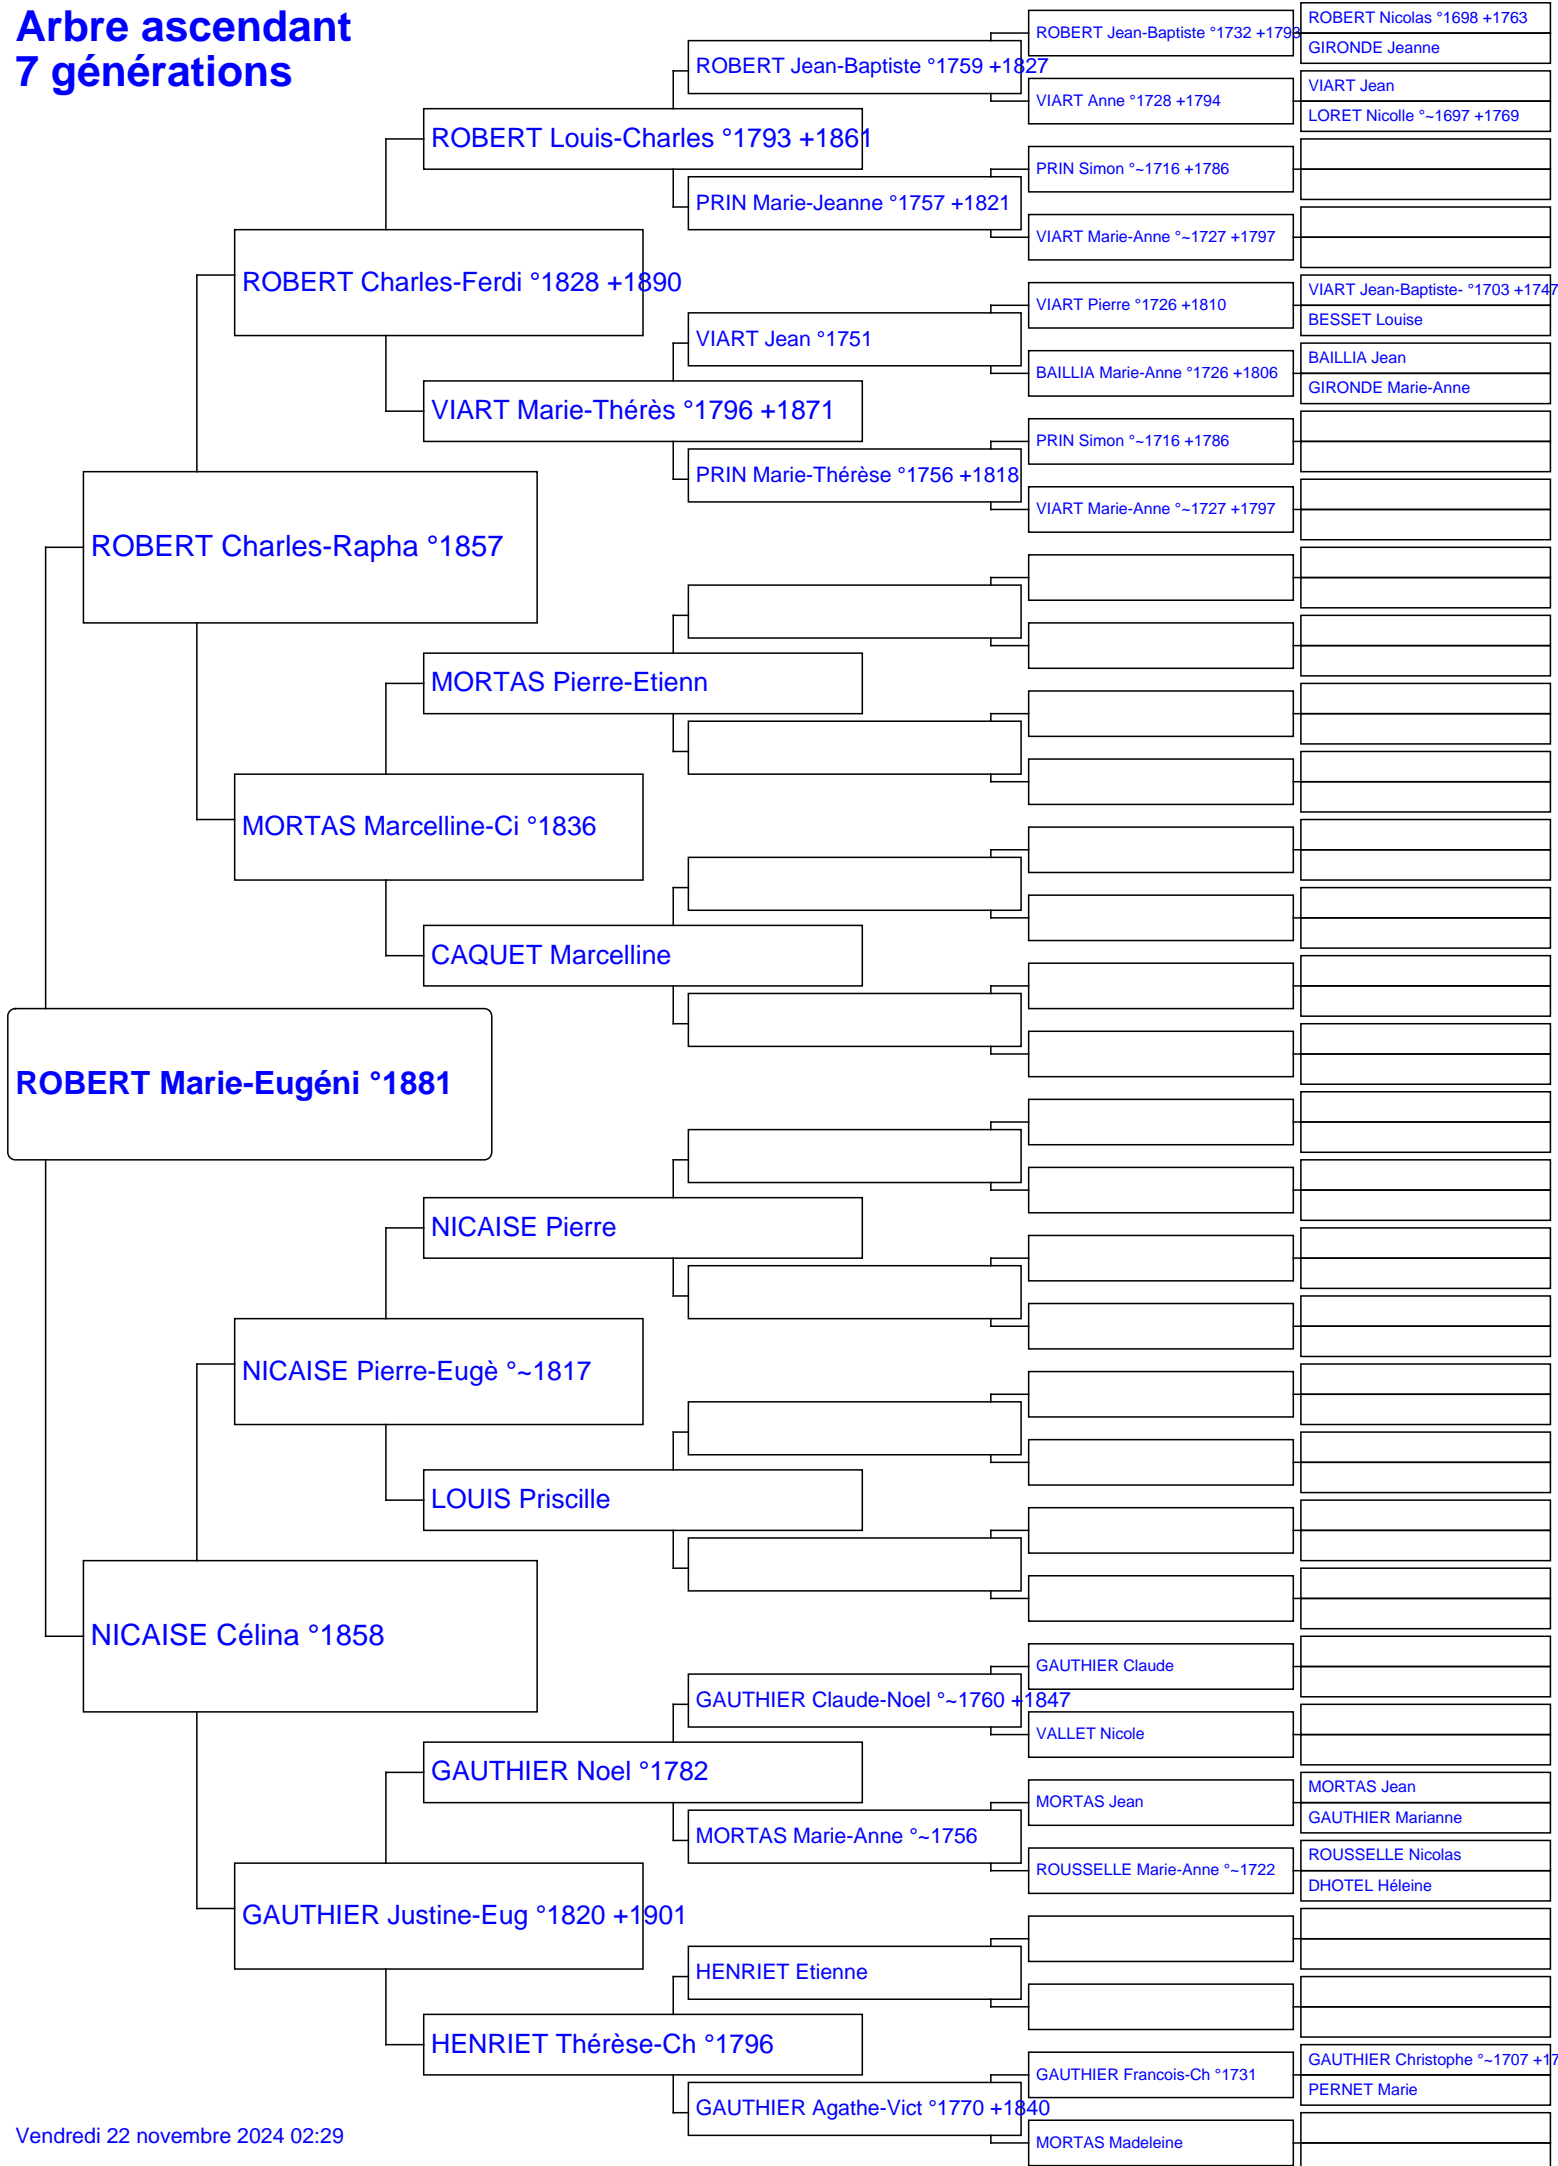 Arbre ascendant
7 générations
ROBERT Nicolas °1698 +1763
ROBERT Jean-Baptiste °1732 +1793
GIRONDE Jeanne
ROBERT Jean-Baptiste °1759 +1827
VIART Jean
VIART Anne °1728 +1794
LORET Nicolle °~1697 +1769
ROBERT Louis-Charles °1793 +1861
PRIN Simon °~1716 +1786
PRIN Marie-Jeanne °1757 +1821
VIART Marie-Anne °~1727 +1797
ROBERT Charles-Ferdi °1828 +1890
VIART Jean-Baptiste- °1703 +1747
VIART Pierre °1726 +1810
BESSET Louise
VIART Jean °1751
BAILLIA Jean
BAILLIA Marie-Anne °1726 +1806
GIRONDE Marie-Anne
VIART Marie-Thérès °1796 +1871
PRIN Simon °~1716 +1786
PRIN Marie-Thérèse °1756 +1818
VIART Marie-Anne °~1727 +1797
ROBERT Charles-Rapha °1857
MORTAS Pierre-Etienn
MORTAS Marcelline-Ci °1836
CAQUET Marcelline
ROBERT Marie-Eugéni °1881
NICAISE Pierre
NICAISE Pierre-Eugè °~1817
LOUIS Priscille
NICAISE Célina °1858
GAUTHIER Claude
GAUTHIER Claude-Noel °~1760 +1847
VALLET Nicole
GAUTHIER Noel °1782
MORTAS Jean
MORTAS Jean
GAUTHIER Marianne
MORTAS Marie-Anne °~1756
ROUSSELLE Nicolas
ROUSSELLE Marie-Anne °~1722
DHOTEL Héleine
GAUTHIER Justine-Eug °1820 +1901
HENRIET Etienne
HENRIET Thérèse-Ch °1796
GAUTHIER Christophe °~1707 +17
GAUTHIER Francois-Ch °1731
PERNET Marie
GAUTHIER Agathe-Vict °1770 +1840
MORTAS Madeleine
Vendredi 22 novembre 2024 02:29